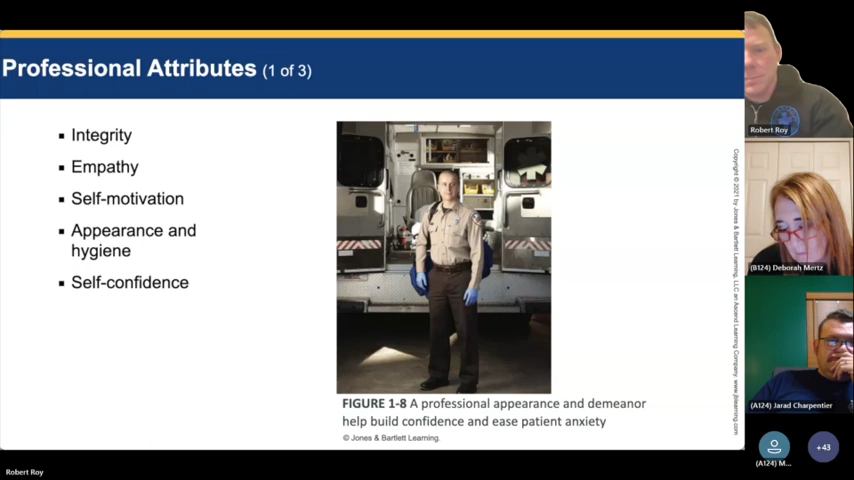 Professional Attributes (1 of 3)
▪ Integrity
▪ Empathy
▪ Self-motivation
▪ Appearance and
hygiene
▪ Self-confidence
FIGURE 1-8 A professional appearance and demeanor
help build confidence and ease patient anxiety
© Jones & Bartlett Learning.
Copyright © 2021 by Jones & Bartlett Learning, LLC an Ascend Learning Company. www.jblearning.com
Robert Roy
(B124) Deborah Mertz
(A124) Jarad Charpentier
(A124) M...
+43
Robert Roy